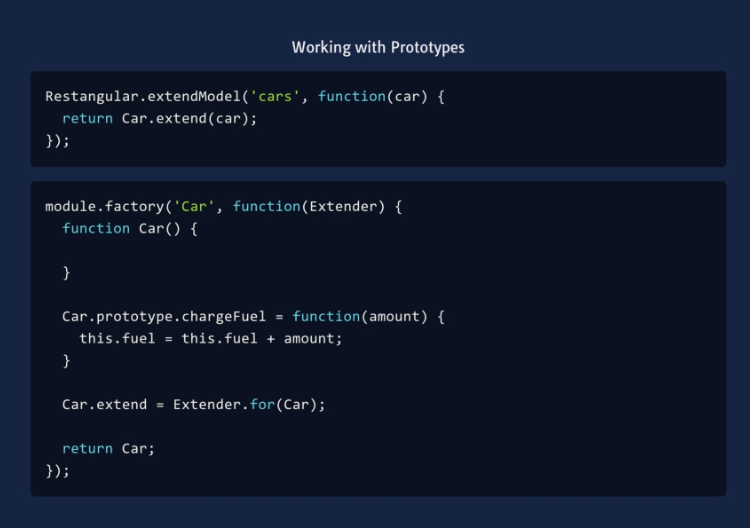 Working with Prototypes
Restangular.extendModel('cars', function(car) {
  return Car.extend(car);
});
module.factory('Car', function(Extender) {
  function Car() {
  }
  Car.prototype.chargeFuel = function(amount) {
    this.fuel = this.fuel + amount;
  }
  Car.extend = Extender.for(Car);
  return Car;
});